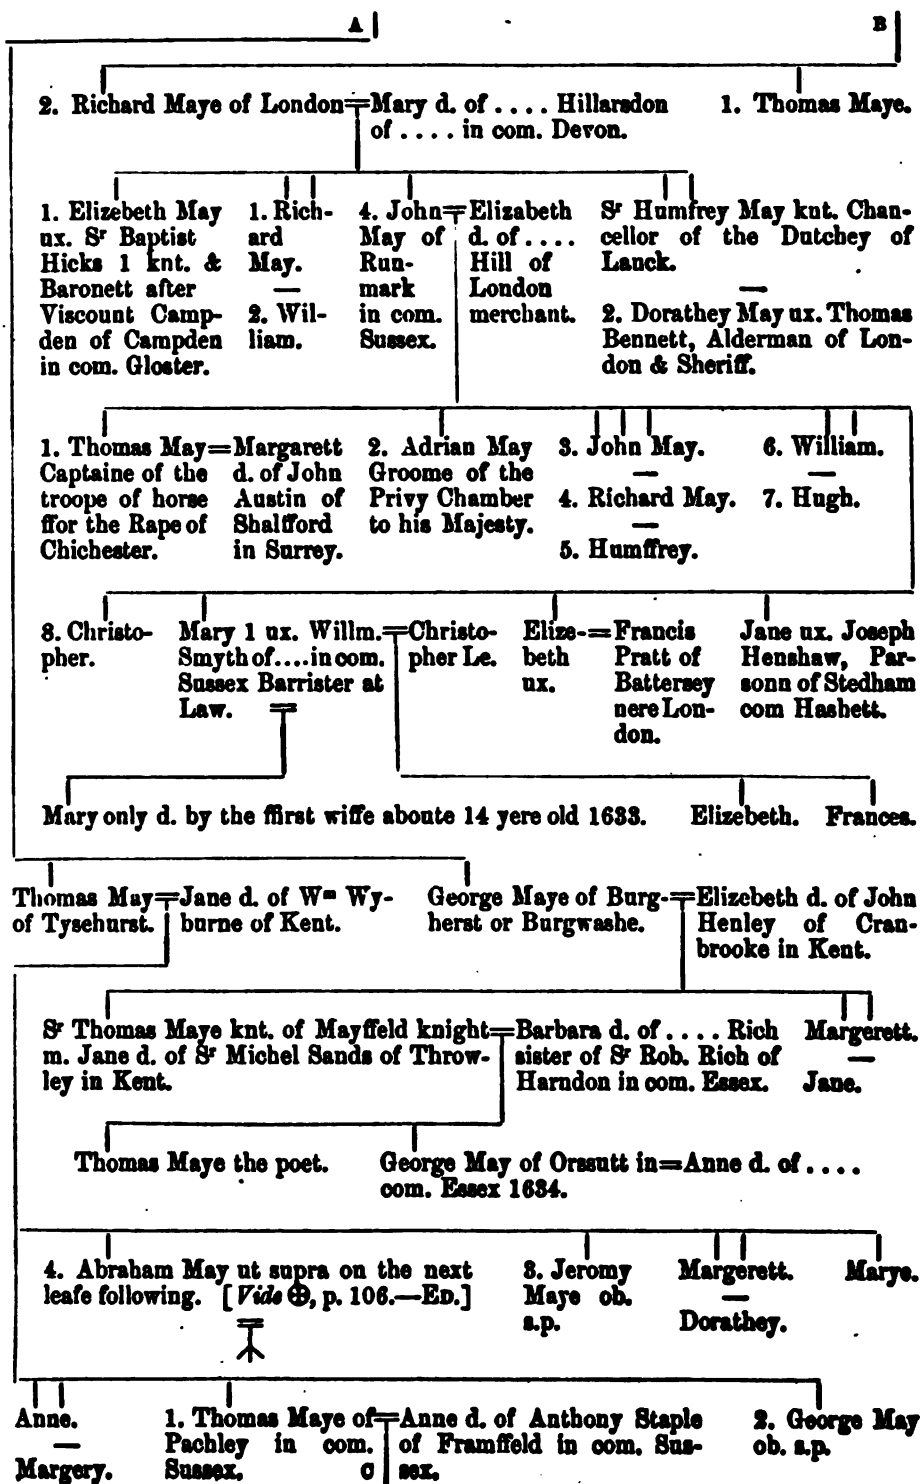 A
B
2. Richard Maye of London
Mary d. of .... Hillarsdon
of .... in com. Devon.
1. Thomas Maye.
1. Elizebeth May
ux. Sr Baptist
Hicks 1 knt. &
Baronett after
Viscount Camp-
den of Campden
in com. Gloster.
1. Rich-
ard
May.
—
2. Wil-
liam.
4. John
May of
Run-
mark
in com.
Sussex.
Elizabeth
d. of ....
Hill of
London
merchant.
Sr Humfrey May knt. Chan-
cellor of the Dutchey of
Lanck.
—
2. Dorathey May ux. Thomas
Bennett, Alderman of Lon-
don & Sheriff.
1. Thomas May=Margarett
Captaine of the
troope of horse
ffor the Rape of
Chichester.
d. of John
Austin of
Shalfford
in Surrey.
2. Adrian May
Groome of the
Privy Chamber
to his Majesty.
3. John May.
—
4. Richard May.
—
5. Humffrey.
6. William.
—
7. Hugh.
8. Christo-
pher.
Mary 1 ux. Willm.
Smyth of .... in com.
Sussex Barrister at
Law.
Christo-
pher Le.
Elize-=Francis
beth
ux.
Pratt of
Battersey
nere Lon-
don.
Jane ux. Joseph
Henshaw, Par-
sonn of Stedham
com Hashett.
Mary only d. by the ffirst wiffe aboute 14 yere old 1633.
Elizebeth.
Frances.
Thomas May
of Tysehurst.
Jane d. of Wm Wy-
burne of Kent.
George Maye of Burg-
herst or Burgwashe.
Elizebeth d. of John
Henley of Cran-
brooke in Kent.
Sr Thomas Maye knt. of Mayffeld knight
m. Jane d. of Sr Michel Sands of Throw-
ley in Kent.
Barbara d. of .... Rich
sister of Sr Rob. Rich of
Harndon in com. Essex.
Margerett.
—
Jane.
Thomas Maye the poet.
George May of Orssutt in=Anne d. of ....
com. Essex 1634.
4. Abraham May ut supra on the next
leafe following. [Vide ⊕, p. 106.—ED.]
3. Jeromy
Maye ob.
s.p.
Margerett.
—
Dorathey.
Marye.
Anne.
—
Margery.
1. Thomas Maye of
Pachley in com.
Sussex.
C
Anne d. of Anthony Staple
of Framffeld in com. Sus-
sex.
2. George May
ob. s.p.